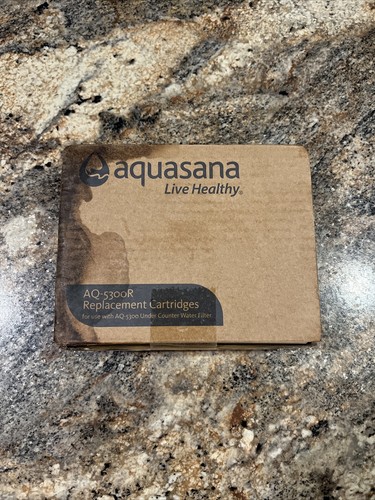 aquasana
Live Healthy®
AQ-5300R
Replacement Cartridges
for use with AQ-5300 Under Counter Water Filter